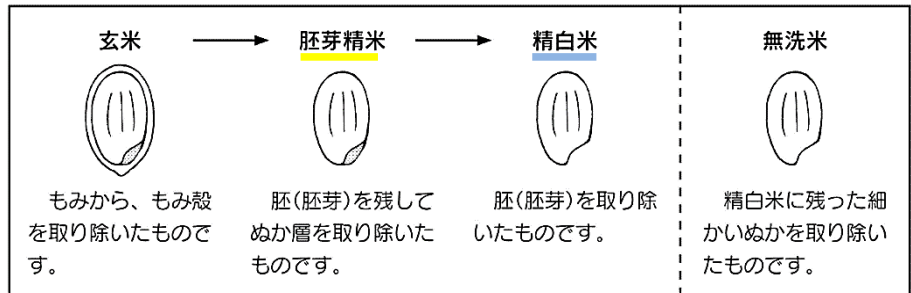 玄米
胚芽精米
精白米
無洗米
もみから、もみ殻
を取り除いたもので
す。
胚(胚芽)を残して
ぬか層を取り除いた
ものです。
胚(胚芽)を取り除
いたものです。
精白米に残った細
かいぬかを取り除い
たものです。